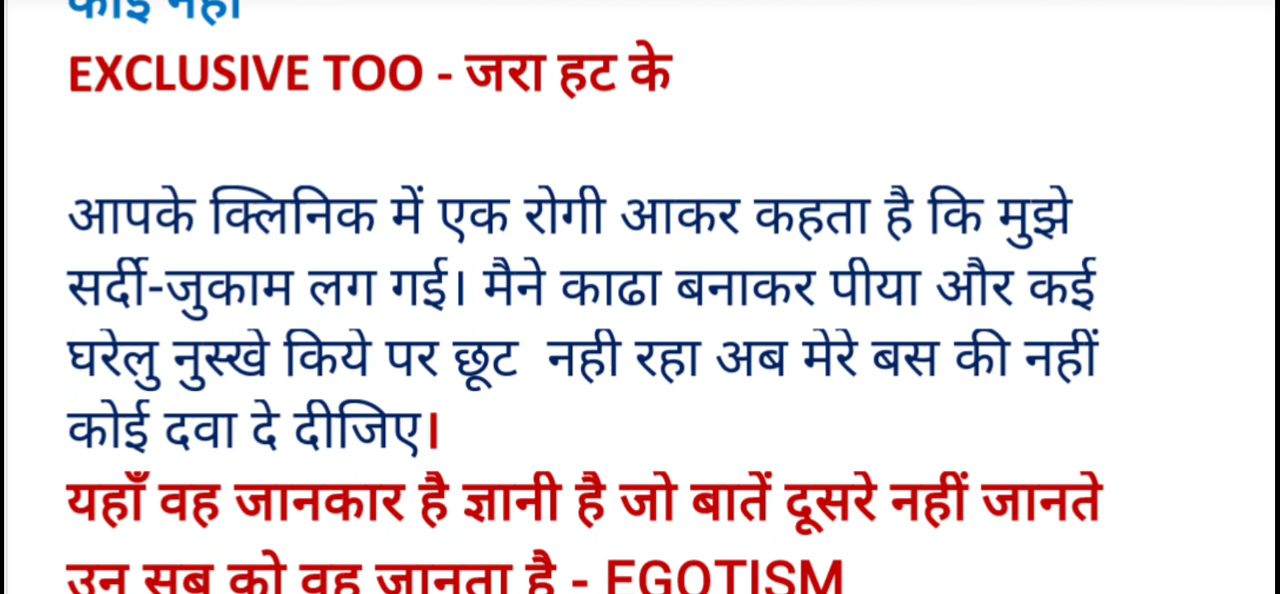 कोई नहीं
EXCLUSIVE TOO - जरा हट के
आपके क्लिनिक में एक रोगी आकर कहता है कि मुझे
सर्दी-जुकाम लग गई। मैने काढा बनाकर पीया और कई
घरेलु नुस्खे किये पर छूट नही रहा अब मेरे बस की नहीं
कोई दवा दे दीजिए।
यहाँ वह जानकार है ज्ञानी है जो बातें दूसरे नहीं जानते
उन सब को वह जानता है - EGOTISM